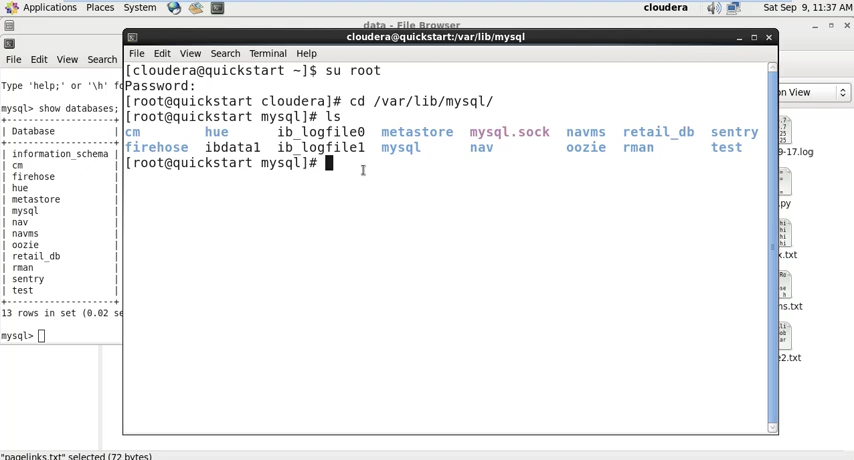 Applications Places System cloudera Sat Sep 9, 11:37 AM
data - File Browser
File Edit View Search
Type 'help;' or '\h' fo
mysql> show databases;
+--------------------+
| Database |
+--------------------+
| information_schema |
| cm |
| firehose |
| hue |
| metastore |
| mysql |
| nav |
| navms |
| oozie |
| retail_db |
| rman |
| sentry |
| test |
+--------------------+
13 rows in set (0.02 se
mysql>
cloudera@quickstart:/var/lib/mysql
File Edit View Search Terminal Help
[cloudera@quickstart ~]$ su root
Password:
[root@quickstart cloudera]# cd /var/lib/mysql/
[root@quickstart mysql]# ls
cm hue ib_logfile0 metastore mysql.sock navms retail_db sentry
firehose ibdata1 ib_logfile1 mysql nav oozie rman test
[root@quickstart mysql]#
on View
9-17.log
.py
x.txt
ns.txt
e2.txt
"pagelinks.txt" selected (72 bytes)